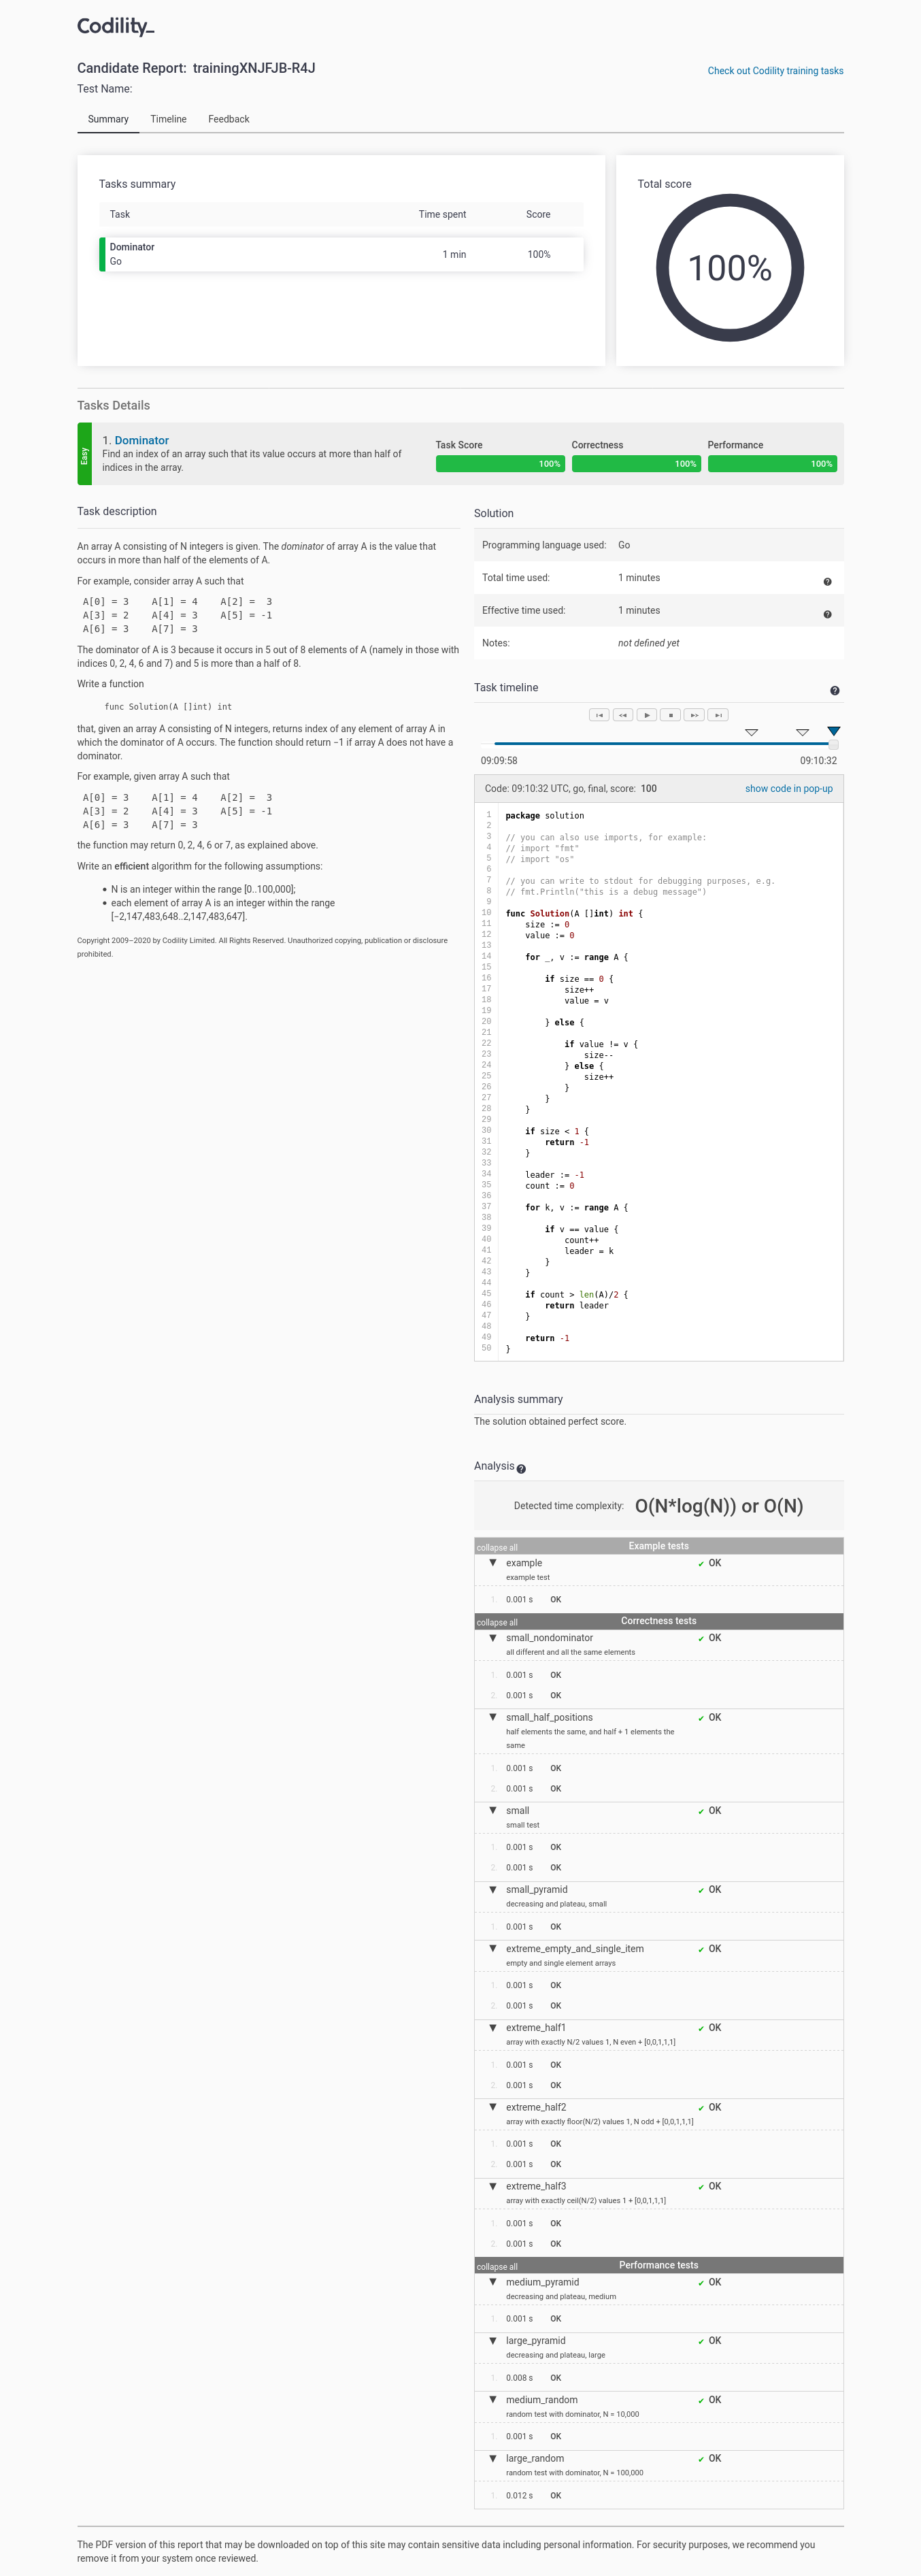 Codility_
Candidate Report: trainingXNJFJB-R4J
Check out Codility training tasks
Test Name:
Summary Timeline Feedback
Tasks summary
Task Time spent Score
Dominator
Go
1 min 100%
Total score
100%
Tasks Details
Easy
1. Dominator
Find an index of an array such that its value occurs at more than half of
indices in the array.
Task Score Correctness Performance
100% 100% 100%
Task description
An array A consisting of N integers is given. The dominator of array A is the value that
occurs in more than half of the elements of A.
For example, consider array A such that
A[0] = 3    A[1] = 4    A[2] =  3
A[3] = 2    A[4] = 3    A[5] = -1
A[6] = 3    A[7] = 3
The dominator of A is 3 because it occurs in 5 out of 8 elements of A (namely in those with
indices 0, 2, 4, 6 and 7) and 5 is more than a half of 8.
Write a function
func Solution(A []int) int
that, given an array A consisting of N integers, returns index of any element of array A in
which the dominator of A occurs. The function should return −1 if array A does not have a
dominator.
For example, given array A such that
A[0] = 3    A[1] = 4    A[2] =  3
A[3] = 2    A[4] = 3    A[5] = -1
A[6] = 3    A[7] = 3
the function may return 0, 2, 4, 6 or 7, as explained above.
Write an efficient algorithm for the following assumptions:
• N is an integer within the range [0..100,000];
• each element of array A is an integer within the range
[−2,147,483,648..2,147,483,647].
Copyright 2009–2020 by Codility Limited. All Rights Reserved. Unauthorized copying, publication or disclosure
prohibited.
Solution
Programming language used: Go
Total time used: 1 minutes ?
Effective time used: 1 minutes ?
Notes: not defined yet
Task timeline ?
09:09:58 09:10:32
Code: 09:10:32 UTC, go, final, score: 100 show code in pop-up
1 package solution
2
3 // you can also use imports, for example:
4 // import "fmt"
5 // import "os"
6
7 // you can write to stdout for debugging purposes, e.g.
8 // fmt.Println("this is a debug message")
9
10 func Solution(A []int) int {
11     size := 0
12     value := 0
13
14     for _, v := range A {
15
16         if size == 0 {
17             size++
18             value = v
19
20         } else {
21
22             if value != v {
23                 size--
24             } else {
25                 size++
26             }
27         }
28     }
29
30     if size < 1 {
31         return -1
32     }
33
34     leader := -1
35     count := 0
36
37     for k, v := range A {
38
39         if v == value {
40             count++
41             leader = k
42         }
43     }
44
45     if count > len(A)/2 {
46         return leader
47     }
48
49     return -1
50 }
Analysis summary
The solution obtained perfect score.
Analysis ?
Detected time complexity: O(N*log(N)) or O(N)
collapse all Example tests
▼ example ✔ OK
example test
1. 0.001 s OK
collapse all Correctness tests
▼ small_nondominator ✔ OK
all different and all the same elements
1. 0.001 s OK
2. 0.001 s OK
▼ small_half_positions ✔ OK
half elements the same, and half + 1 elements the
same
1. 0.001 s OK
2. 0.001 s OK
▼ small ✔ OK
small test
1. 0.001 s OK
2. 0.001 s OK
▼ small_pyramid ✔ OK
decreasing and plateau, small
1. 0.001 s OK
▼ extreme_empty_and_single_item ✔ OK
empty and single element arrays
1. 0.001 s OK
2. 0.001 s OK
▼ extreme_half1 ✔ OK
array with exactly N/2 values 1, N even + [0,0,1,1,1]
1. 0.001 s OK
2. 0.001 s OK
▼ extreme_half2 ✔ OK
array with exactly floor(N/2) values 1, N odd + [0,0,1,1,1]
1. 0.001 s OK
2. 0.001 s OK
▼ extreme_half3 ✔ OK
array with exactly ceil(N/2) values 1 + [0,0,1,1,1]
1. 0.001 s OK
2. 0.001 s OK
collapse all Performance tests
▼ medium_pyramid ✔ OK
decreasing and plateau, medium
1. 0.001 s OK
▼ large_pyramid ✔ OK
decreasing and plateau, large
1. 0.008 s OK
▼ medium_random ✔ OK
random test with dominator, N = 10,000
1. 0.001 s OK
▼ large_random ✔ OK
random test with dominator, N = 100,000
1. 0.012 s OK
The PDF version of this report that may be downloaded on top of this site may contain sensitive data including personal information. For security purposes, we recommend you
remove it from your system once reviewed.